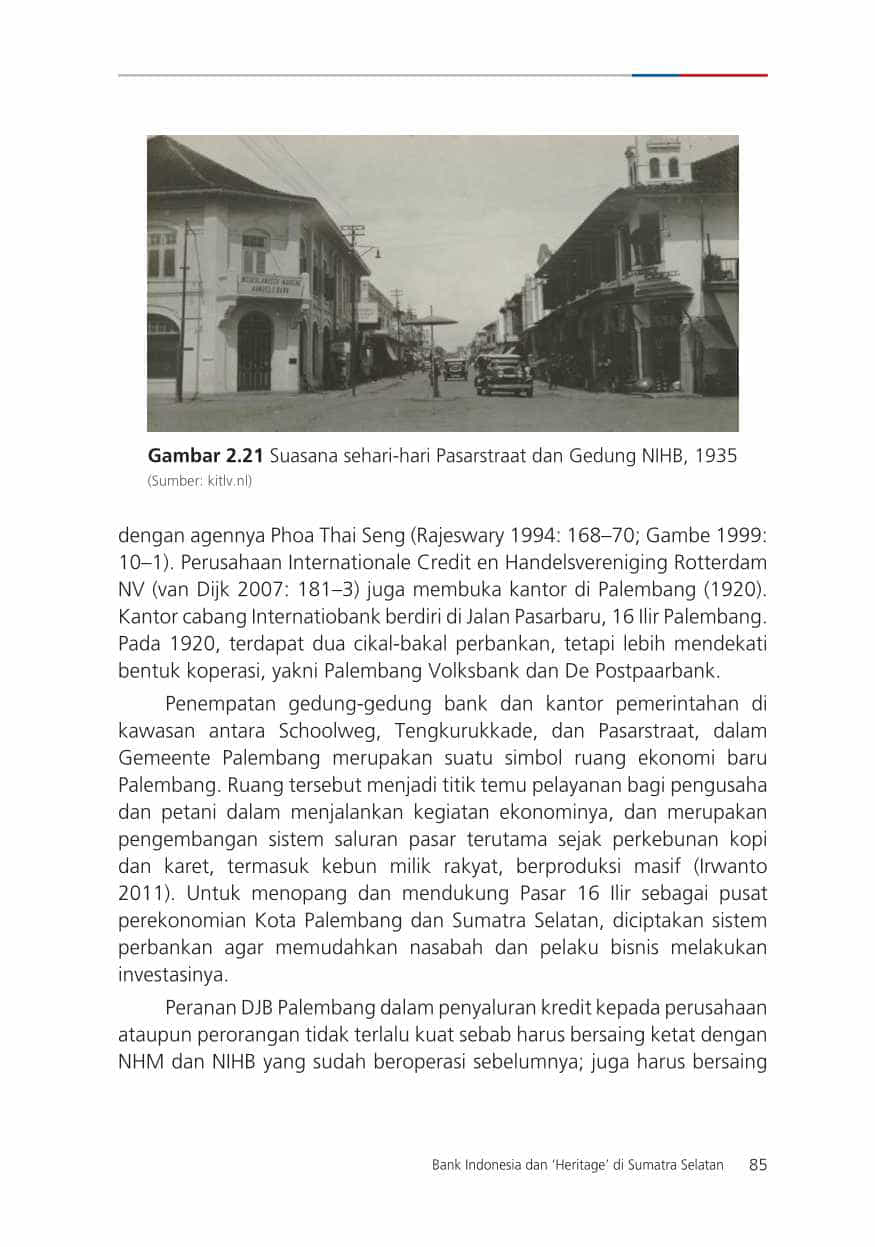 NEDERLANDSCH INDISCHE
HANDELSBANK
Gambar 2.21 Suasana sehari-hari Pasarstraat dan Gedung NIHB, 1935
(Sumber: kitlv.nl)
dengan agennya Phoa Thai Seng (Rajeswary 1994: 168–70; Gambe 1999:
10–1). Perusahaan Internationale Credit en Handelsvereniging Rotterdam
NV (van Dijk 2007: 181–3) juga membuka kantor di Palembang (1920).
Kantor cabang Internatiobank berdiri di Jalan Pasarbaru, 16 Ilir Palembang.
Pada 1920, terdapat dua cikal-bakal perbankan, tetapi lebih mendekati
bentuk koperasi, yakni Palembang Volksbank dan De Postpaarbank.
Penempatan gedung-gedung bank dan kantor pemerintahan di
kawasan antara Schoolweg, Tengkurukkade, dan Pasarstraat, dalam
Gemeente Palembang merupakan suatu simbol ruang ekonomi baru
Palembang. Ruang tersebut menjadi titik temu pelayanan bagi pengusaha
dan petani dalam menjalankan kegiatan ekonominya, dan merupakan
pengembangan sistem saluran pasar terutama sejak perkebunan kopi
dan karet, termasuk kebun milik rakyat, berproduksi masif (Irwanto
2011). Untuk menopang dan mendukung Pasar 16 Ilir sebagai pusat
perekonomian Kota Palembang dan Sumatra Selatan, diciptakan sistem
perbankan agar memudahkan nasabah dan pelaku bisnis melakukan
investasinya.
Peranan DJB Palembang dalam penyaluran kredit kepada perusahaan
ataupun perorangan tidak terlalu kuat sebab harus bersaing ketat dengan
NHM dan NIHB yang sudah beroperasi sebelumnya; juga harus bersaing
Bank Indonesia dan ‘Heritage’ di Sumatra Selatan 85